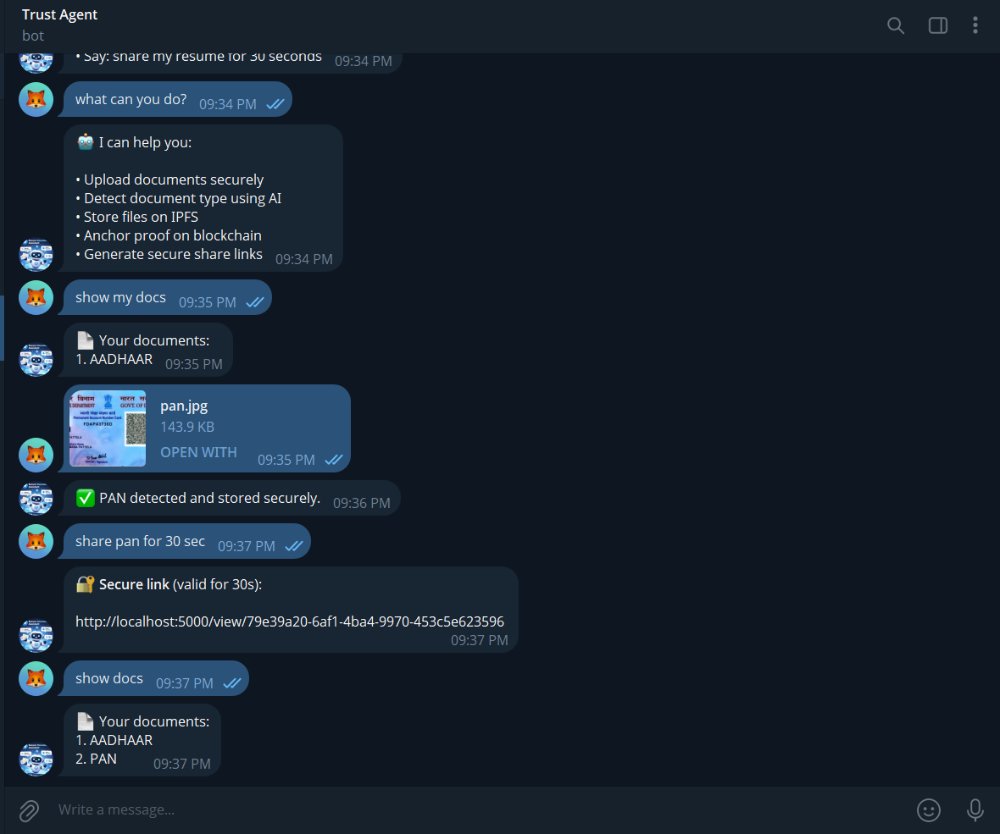 Trust Agent
bot
• Say: share my resume for 30 seconds 09:34 PM
what can you do? 09:34 PM
🤖 I can help you:
• Upload documents securely
• Detect document type using AI
• Store files on IPFS
• Anchor proof on blockchain
• Generate secure share links 09:34 PM
show my docs 09:35 PM
📄 Your documents:
1. AADHAAR 09:35 PM
विभाग
भारत
GOVT OF
Permanent Account Number Card
FDAPA3730D
pan.jpg
143.9 KB
OPEN WITH 09:35 PM
✅ PAN detected and stored securely. 09:36 PM
share pan for 30 sec 09:37 PM
🔐 Secure link (valid for 30s):
http://localhost:5000/view/79e39a20-6af1-4ba4-9970-453c5e623596
09:37 PM
show docs 09:37 PM
📄 Your documents:
1. AADHAAR
2. PAN 09:37 PM
Write a message...